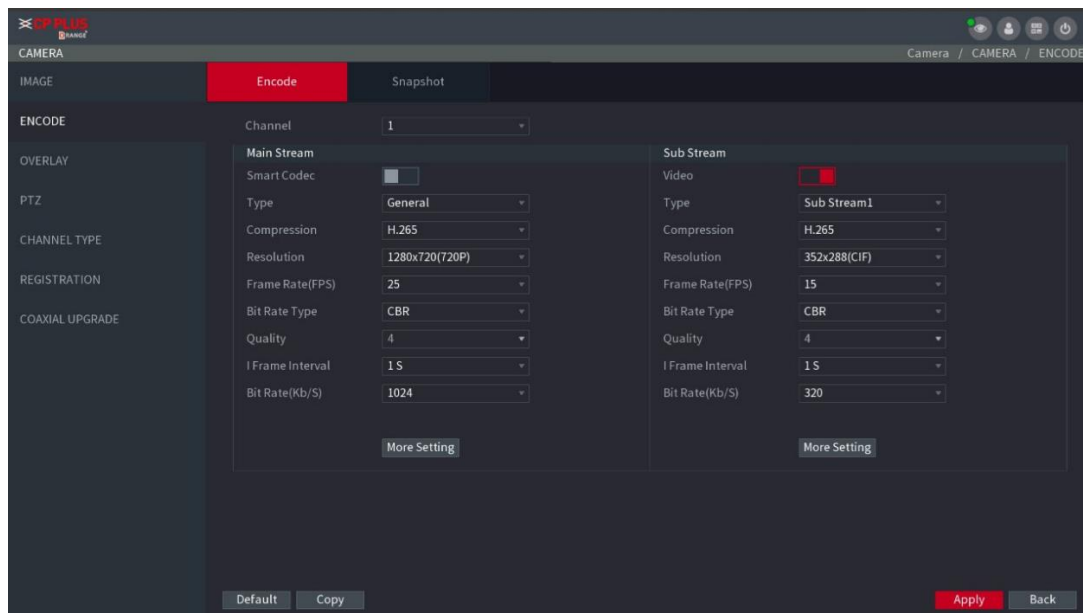 CP PLUS
ORANGE
CAMERA
Camera / CAMERA / ENCODE
IMAGE
Encode
Snapshot
ENCODE
Channel 1
OVERLAY
Main Stream
Sub Stream
Smart Codec
Video
PTZ
Type General
Type Sub Stream1
Compression H.265
Compression H.265
CHANNEL TYPE
Resolution 1280x720(720P)
Resolution 352x288(CIF)
REGISTRATION
Frame Rate(FPS) 25
Frame Rate(FPS) 15
COAXIAL UPGRADE
Bit Rate Type CBR
Bit Rate Type CBR
Quality 4
Quality 4
I Frame Interval 1 S
I Frame Interval 1 S
Bit Rate(Kb/S) 1024
Bit Rate(Kb/S) 320
More Setting
More Setting
Default
Copy
Apply
Back